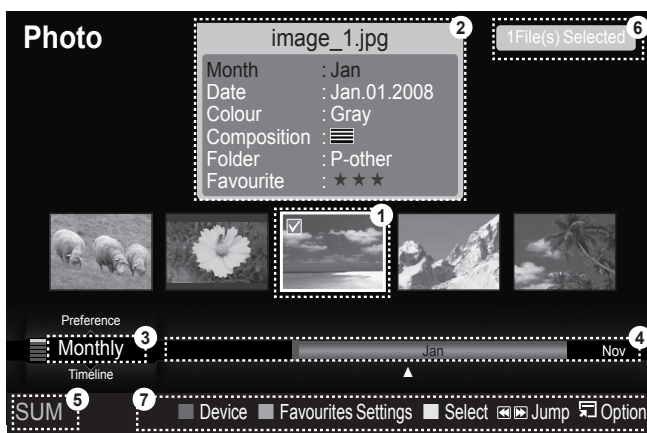 Photo
image_1.jpg
2
1File(s) Selected
6
Month : Jan
Date : Jan.01.2008
Colour : Gray
Composition :
Folder : P-other
Favourite : ★★★
1
Preference
Monthly
3
Jan
Nov
4
Timeline
SUM
5
7
Device
Favourites Settings
Select
Jump
Option